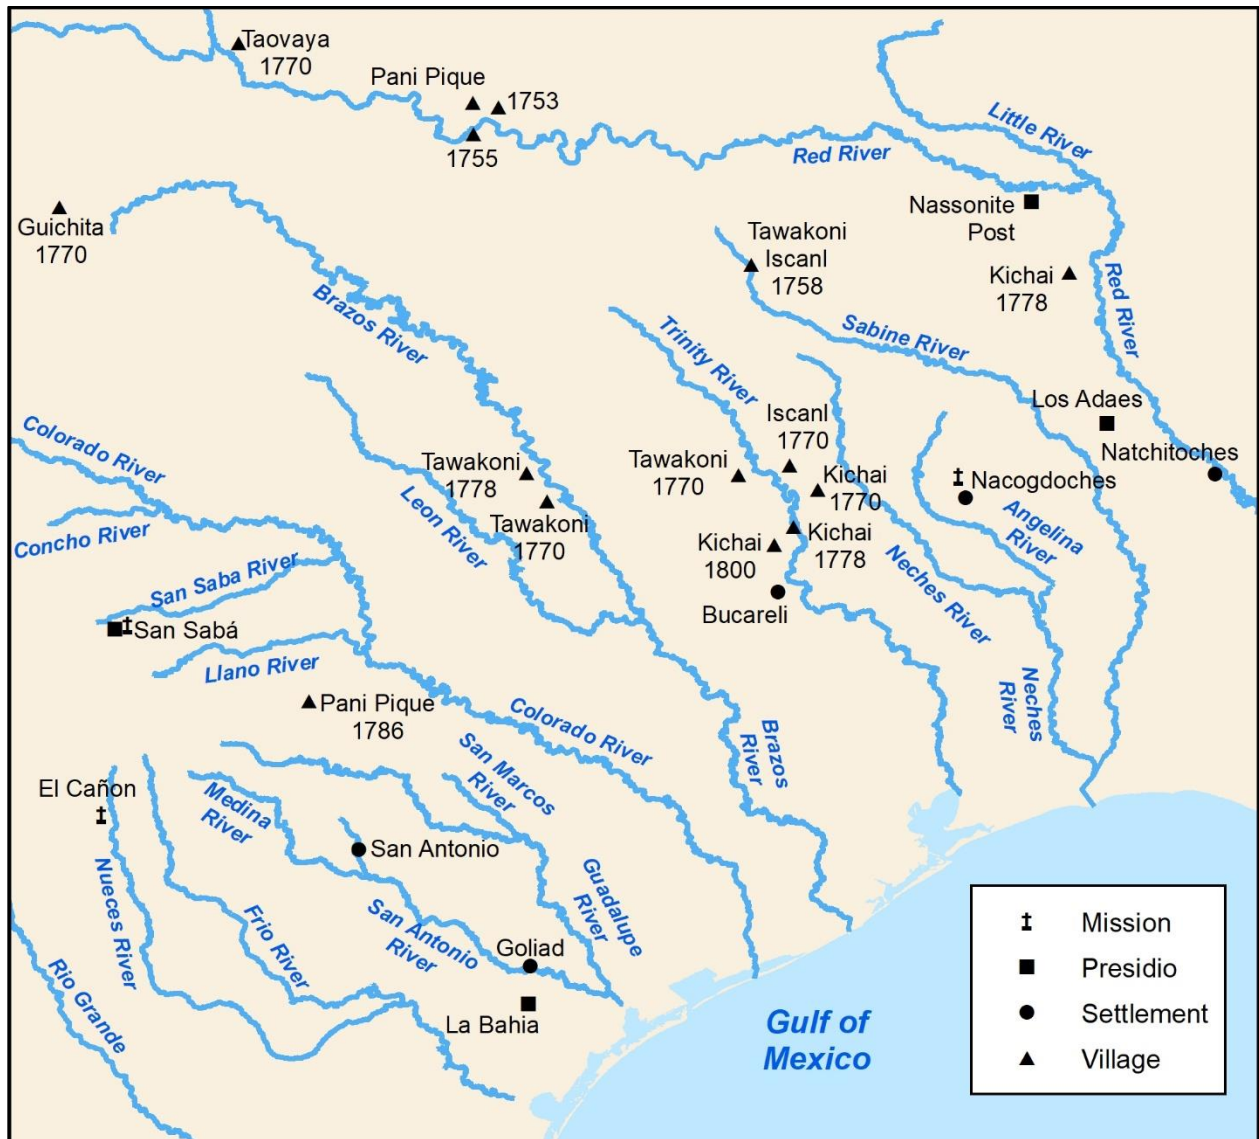 Taovaya
1770
Pani Pique
1753
1755
Little River
Red River
Nassonite
Post
Guichita
1770
Tawakoni
Iscanl
1758
Kichai
1778
Red River
Brazos River
Trinity River
Sabine River
Los Adaes
Natchitoches
Colorado River
Iscanl
1770
Tawakoni
1778
Tawakoni
1770
Kichai
1770
Nacogdoches
Leon River
Tawakoni
1770
Angelina
River
Concho River
Kichai
1800
Kichai
1778
San Saba River
Neches River
Bucareli
San Sabá
Llano River
Neches
River
Pani Pique
1786
Colorado River
Brazos
River
San Marcos
River
El Cañon
Medina
River
San Antonio
Nueces River
Guadalupe
River
Frio River
San Antonio
River
Goliad
Rio Grande
La Bahia
Gulf of
Mexico
Mission
Presidio
Settlement
Village